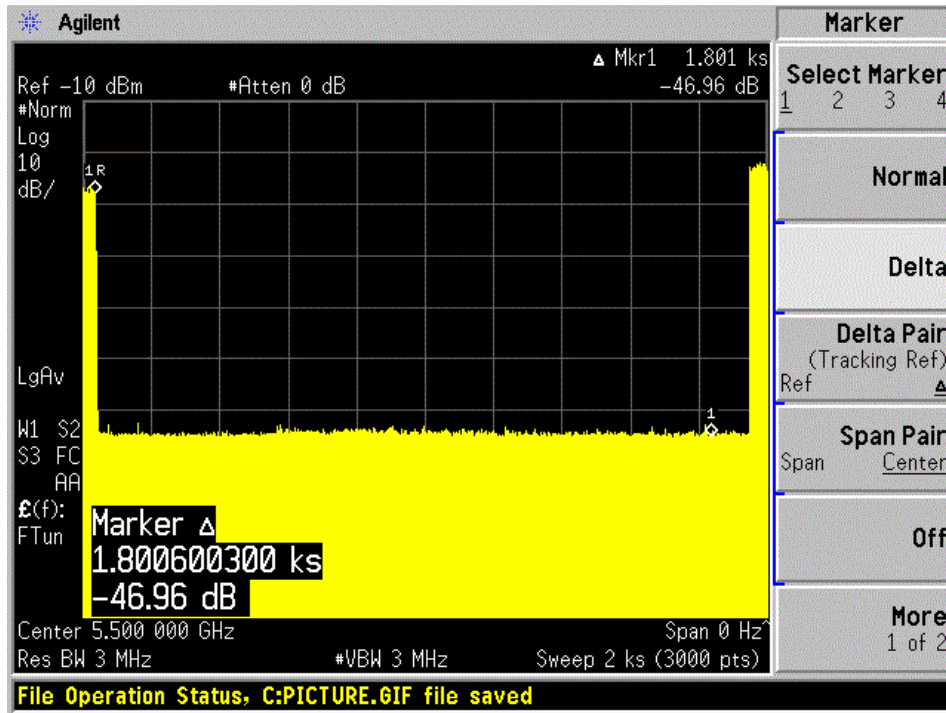 Agilent
Marker
Δ Mkr1 1.801 ks
Ref -10 dBm #Atten 0 dB -46.96 dB
#Norm
Log
10
dB/
1R
LgAv
1
W1 S2
S3 FC
AA
£(f):
FTun
Marker Δ
1.800600300 ks
-46.96 dB
Center 5.500 000 GHz Span 0 Hz^
Res BW 3 MHz #VBW 3 MHz Sweep 2 ks (3000 pts)
File Operation Status, C:PICTURE.GIF file saved
Select Marker
1 2 3 4
Normal
Delta
Delta Pair
(Tracking Ref)
Ref Δ
Span Pair
Span Center
Off
More
1 of 2